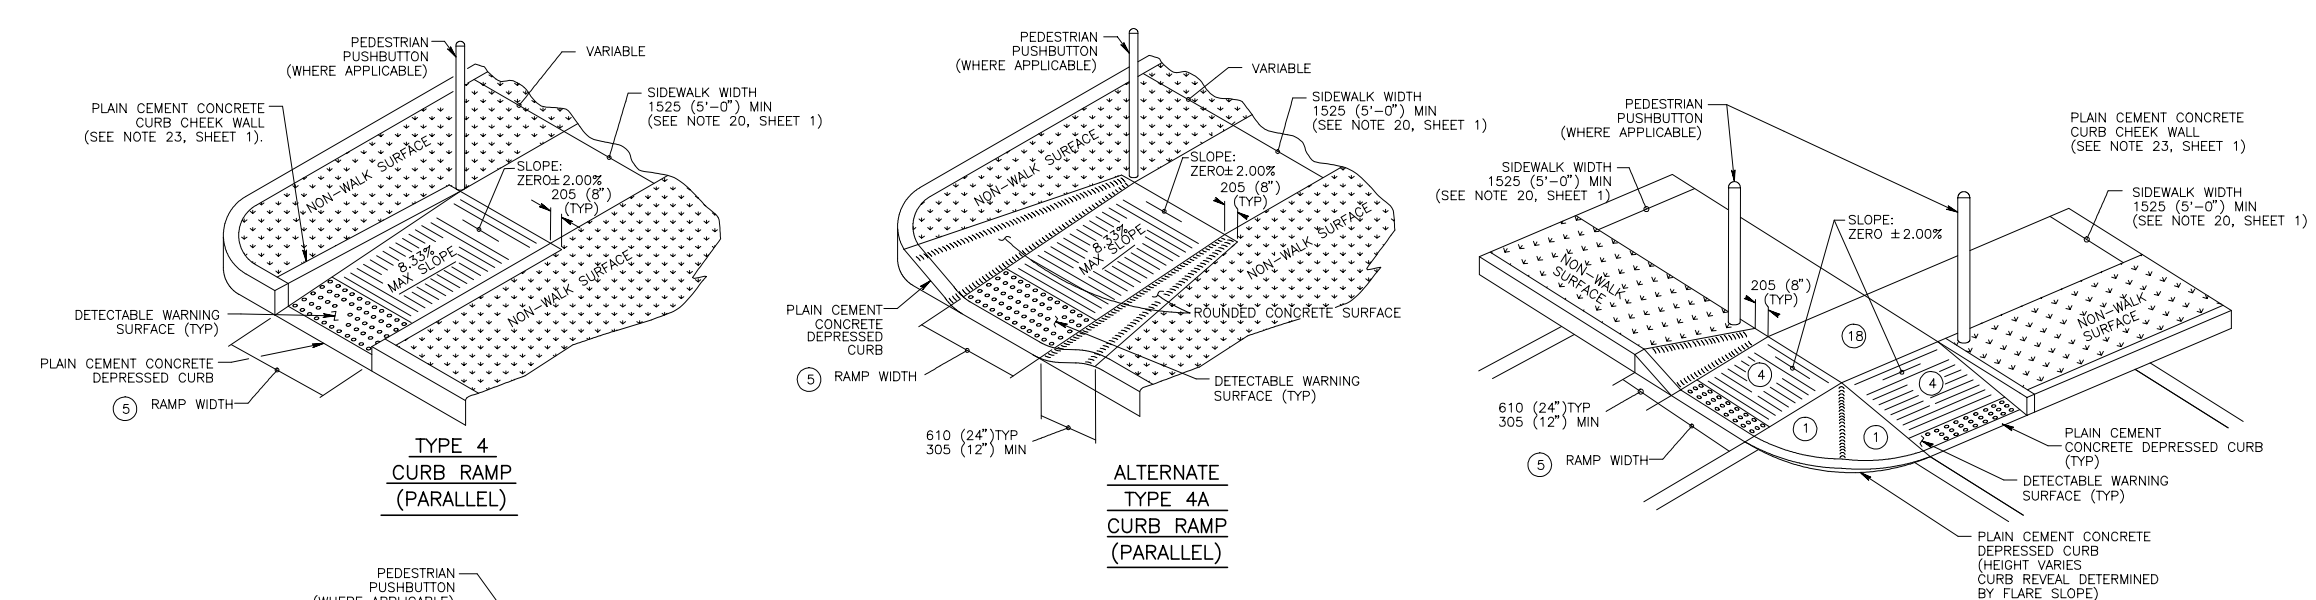 PEDESTRIAN
PUSHBUTTON
(WHERE APPLICABLE)
VARIABLE
PLAIN CEMENT CONCRETE
CURB CHEEK WALL
(SEE NOTE 23, SHEET 1).
SIDEWALK WIDTH
1525 (5'-0") MIN
(SEE NOTE 20, SHEET 1)
NON-WALK SURFACE
SLOPE:
ZERO±2.00%
205 (8")
(TYP)
8.33%
MAX SLOPE
NON-WALK SURFACE
DETECTABLE WARNING
SURFACE (TYP)
PLAIN CEMENT CONCRETE
DEPRESSED CURB
5 RAMP WIDTH
TYPE 4
CURB RAMP
(PARALLEL)
PEDESTRIAN
PUSHBUTTON
(WHERE APPLICABLE)
PEDESTRIAN
PUSHBUTTON
(WHERE APPLICABLE)
VARIABLE
SIDEWALK WIDTH
1525 (5'-0") MIN
(SEE NOTE 20, SHEET 1)
NON-WALK SURFACE
SLOPE:
ZERO±2.00%
205 (8")
(TYP)
8.33%
MAX SLOPE
NON-WALK SURFACE
PLAIN CEMENT
CONCRETE
DEPRESSED
CURB
ROUNDED CONCRETE SURFACE
5 RAMP WIDTH
DETECTABLE WARNING
SURFACE (TYP)
610 (24")TYP
305 (12") MIN
ALTERNATE
TYPE 4A
CURB RAMP
(PARALLEL)
PEDESTRIAN
PUSHBUTTON
(WHERE APPLICABLE)
PLAIN CEMENT CONCRETE
CURB CHEEK WALL
(SEE NOTE 23, SHEET 1)
SIDEWALK WIDTH
1525 (5'-0") MIN
(SEE NOTE 20, SHEET 1)
SIDEWALK WIDTH
1525 (5'-0") MIN
(SEE NOTE 20, SHEET 1)
SLOPE:
ZERO ±2.00%
NON-WALK
SURFACE
205 (8")
(TYP)
NON-WALK
SURFACE
18
4
4
1
1
610 (24")TYP
305 (12") MIN
5 RAMP WIDTH
PLAIN CEMENT
CONCRETE DEPRESSED CURB
(TYP)
DETECTABLE WARNING
SURFACE (TYP)
PLAIN CEMENT CONCRETE
DEPRESSED CURB
(HEIGHT VARIES
CURB REVEAL DETERMINED
BY FLARE SLOPE)